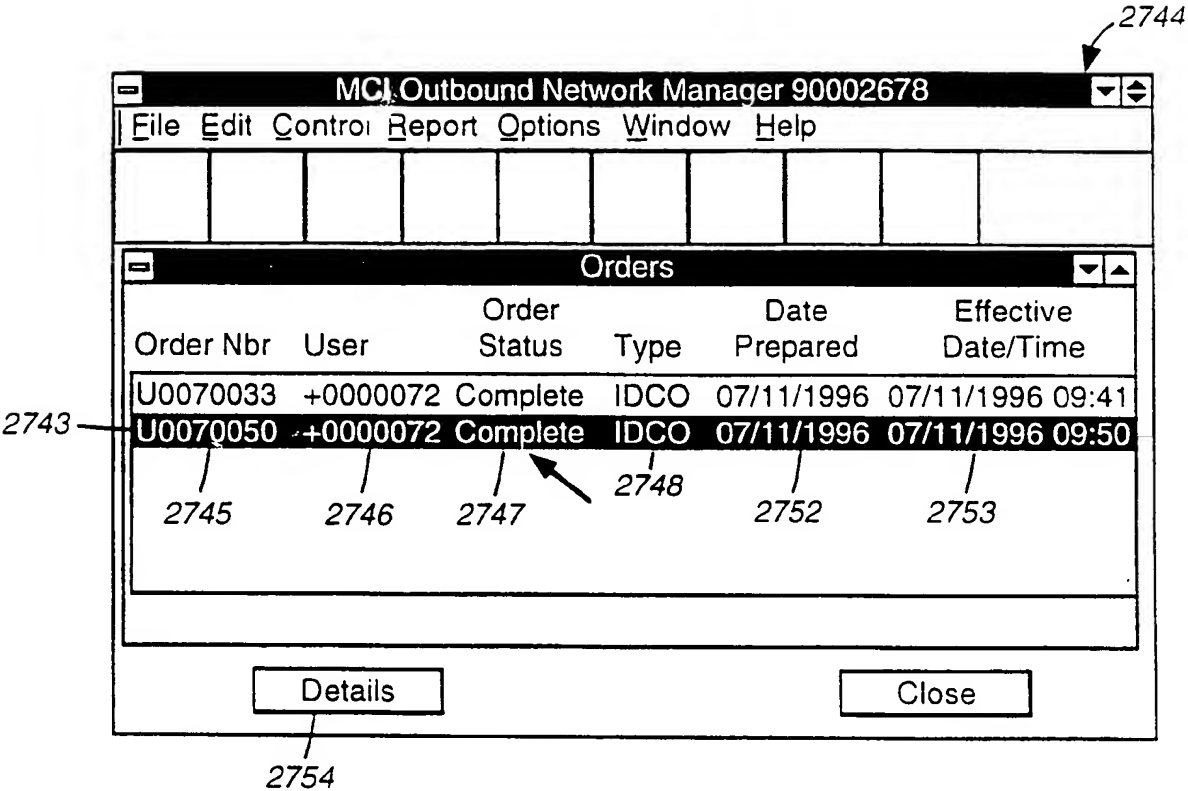 2744
MCI Outbound Network Manager 90002678
File Edit Control Report Options Window Help
Orders
Order Date Effective
Order Nbr User Status Type Prepared Date/Time
U0070033 +0000072 Complete IDCO 07/11/1996 07/11/1996 09:41
2743 U0070050 +0000072 Complete IDCO 07/11/1996 07/11/1996 09:50
2745 2746 2747 2748 2752 2753
Details Close
2754